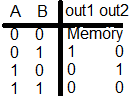 A B out1 out2
0 0 Memory
0 1 1 0
1 0 0 1
1 1 0 0